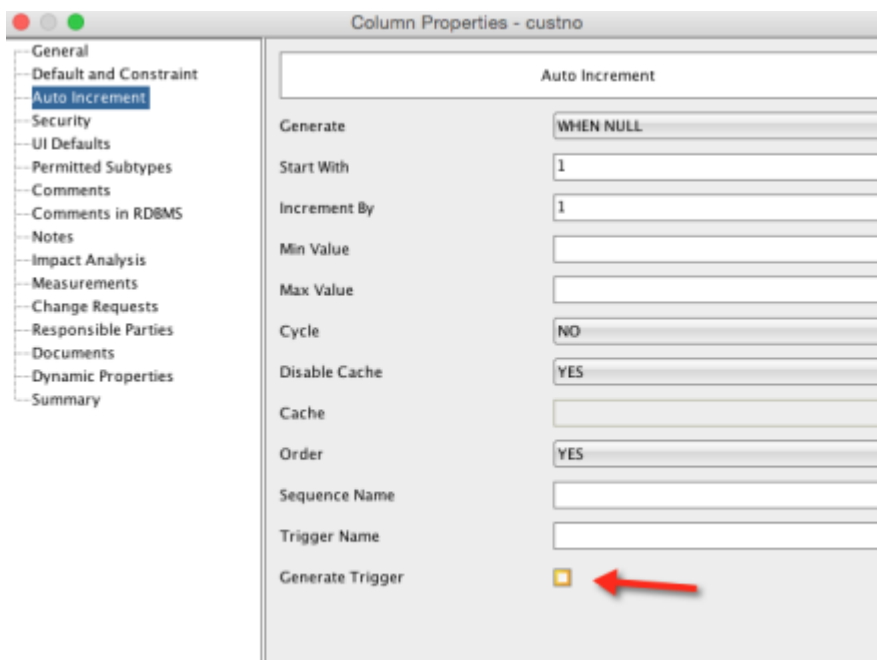 Column Properties - custno
General
Default and Constraint
Auto Increment
Security
UI Defaults
Permitted Subtypes
Comments
Comments in RDBMS
Notes
Impact Analysis
Measurements
Change Requests
Responsible Parties
Documents
Dynamic Properties
Summary
Auto Increment
Generate WHEN NULL
Start With 1
Increment By 1
Min Value
Max Value
Cycle NO
Disable Cache YES
Cache
Order YES
Sequence Name
Trigger Name
Generate Trigger